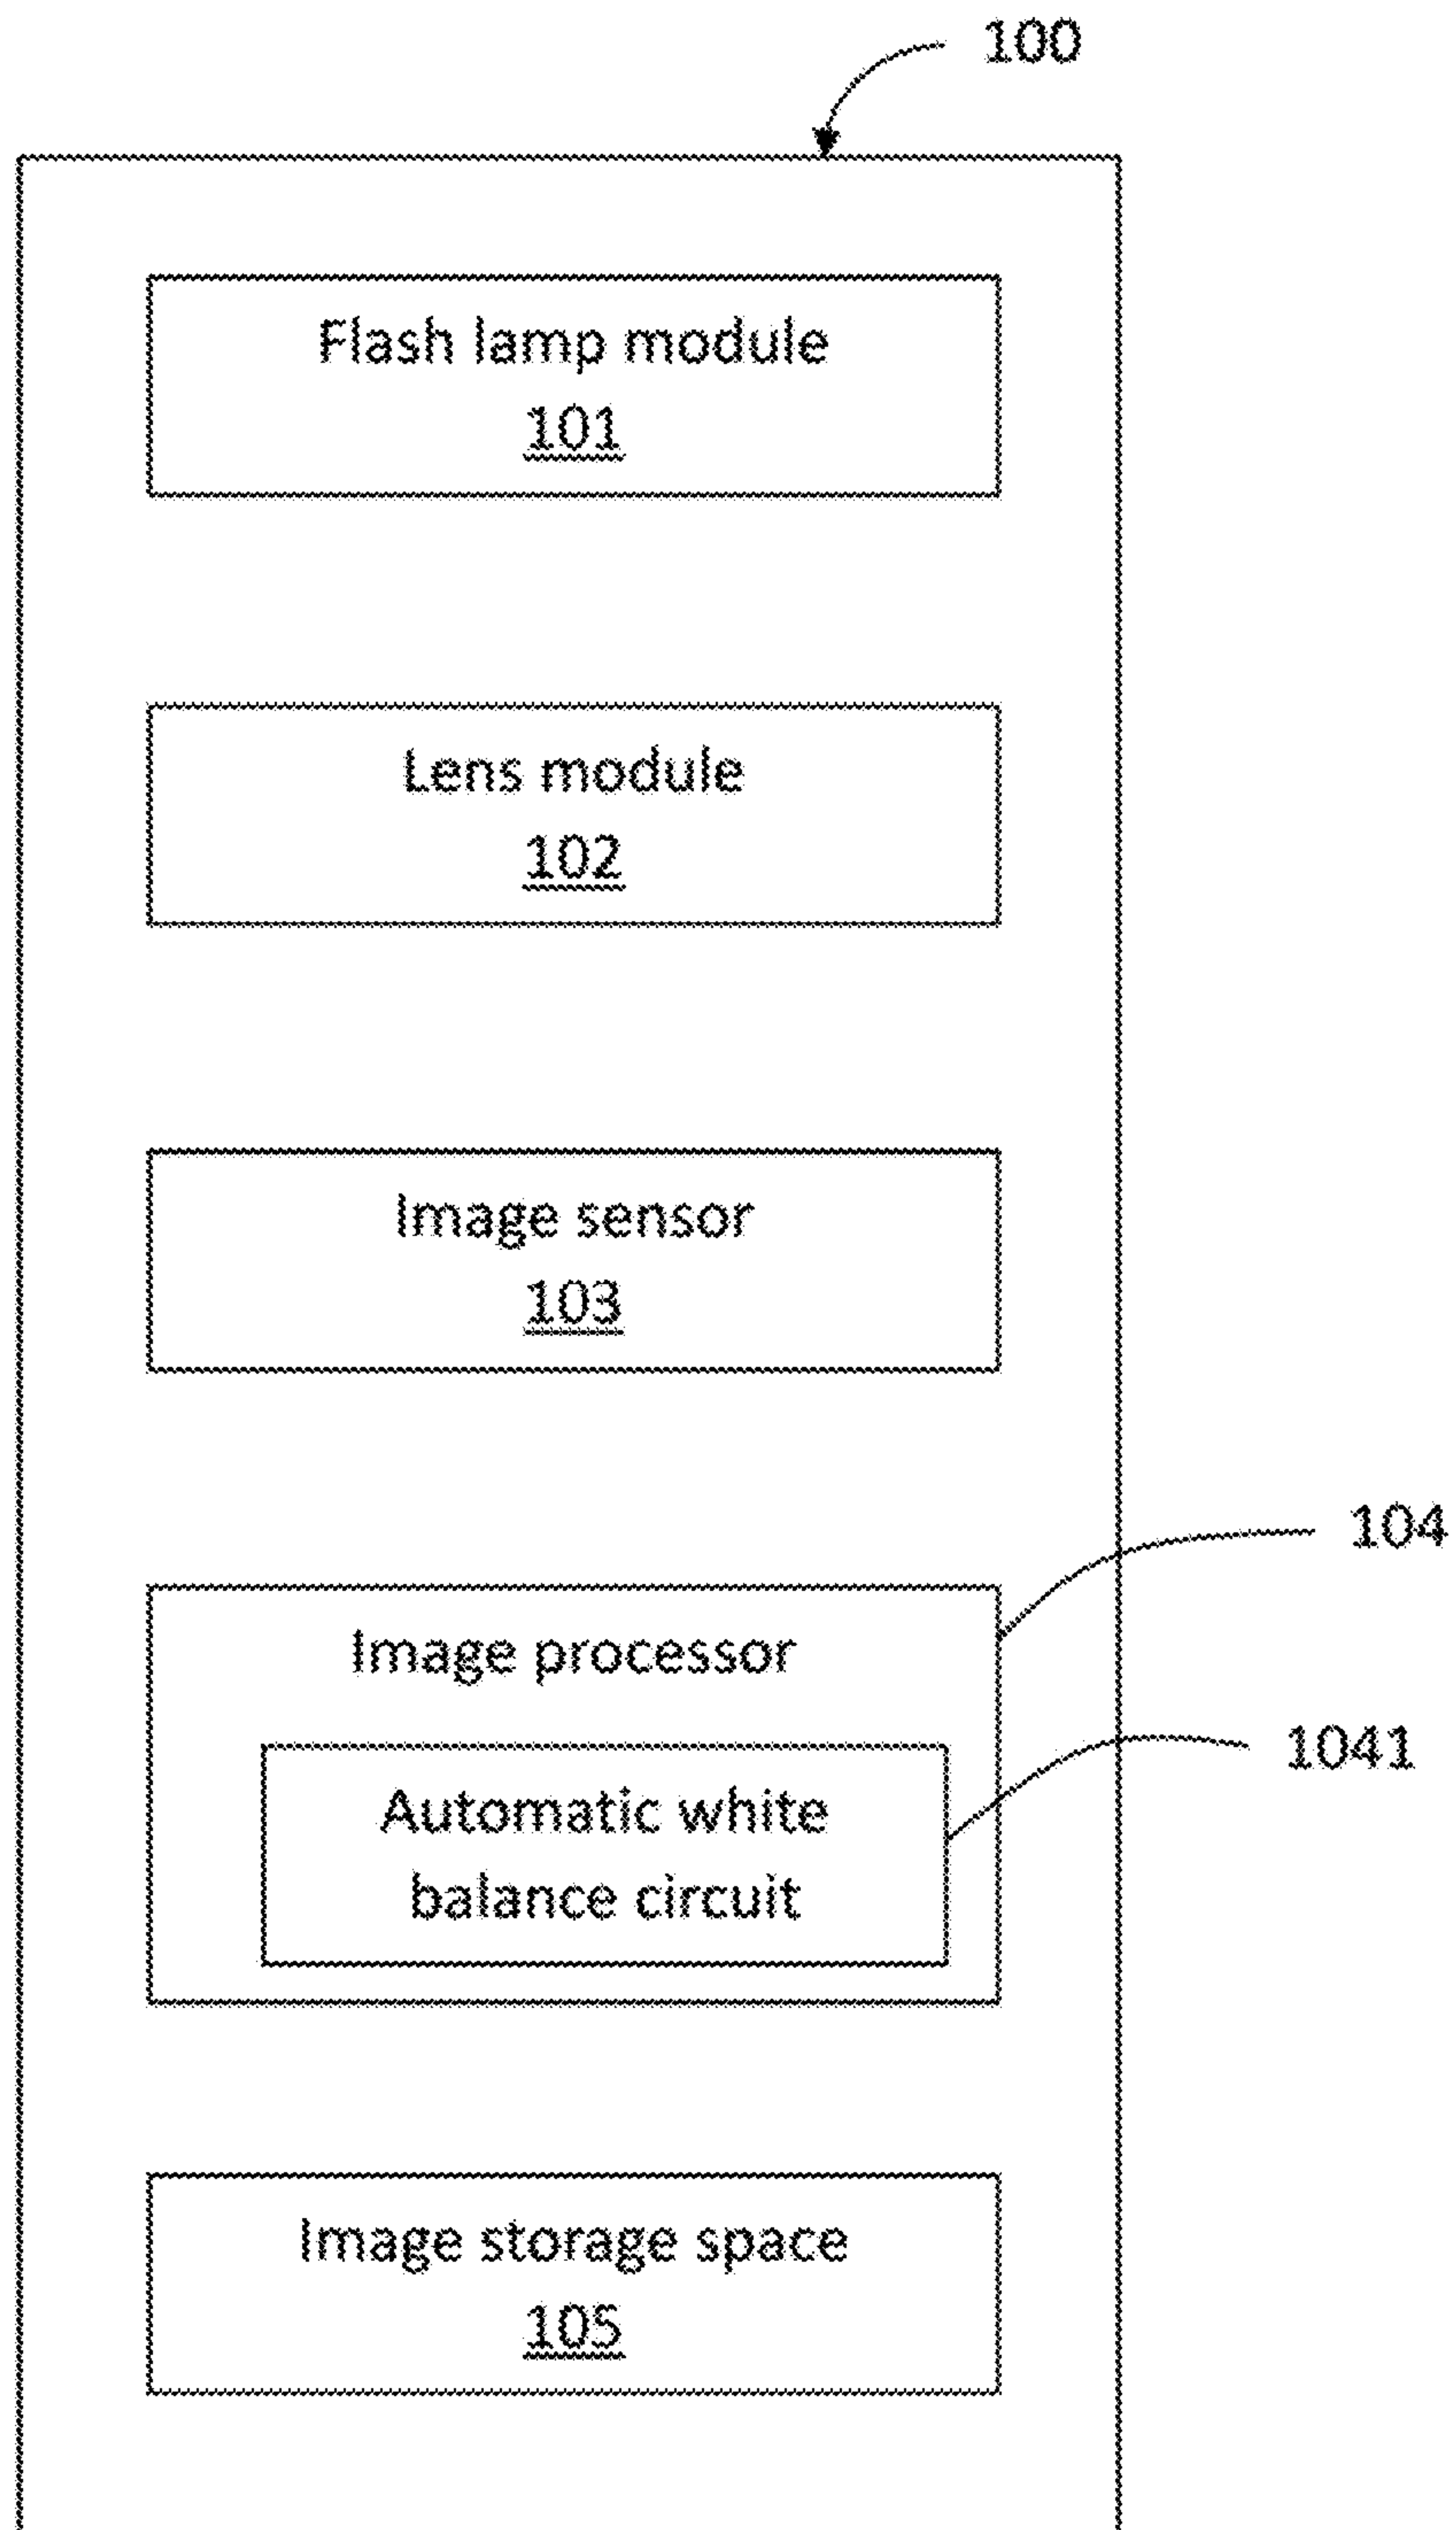 100
Flash lamp module
101
Lens module
102
Image sensor
103
104
Image processor
1041
Automatic white
balance circuit
Image storage space
105